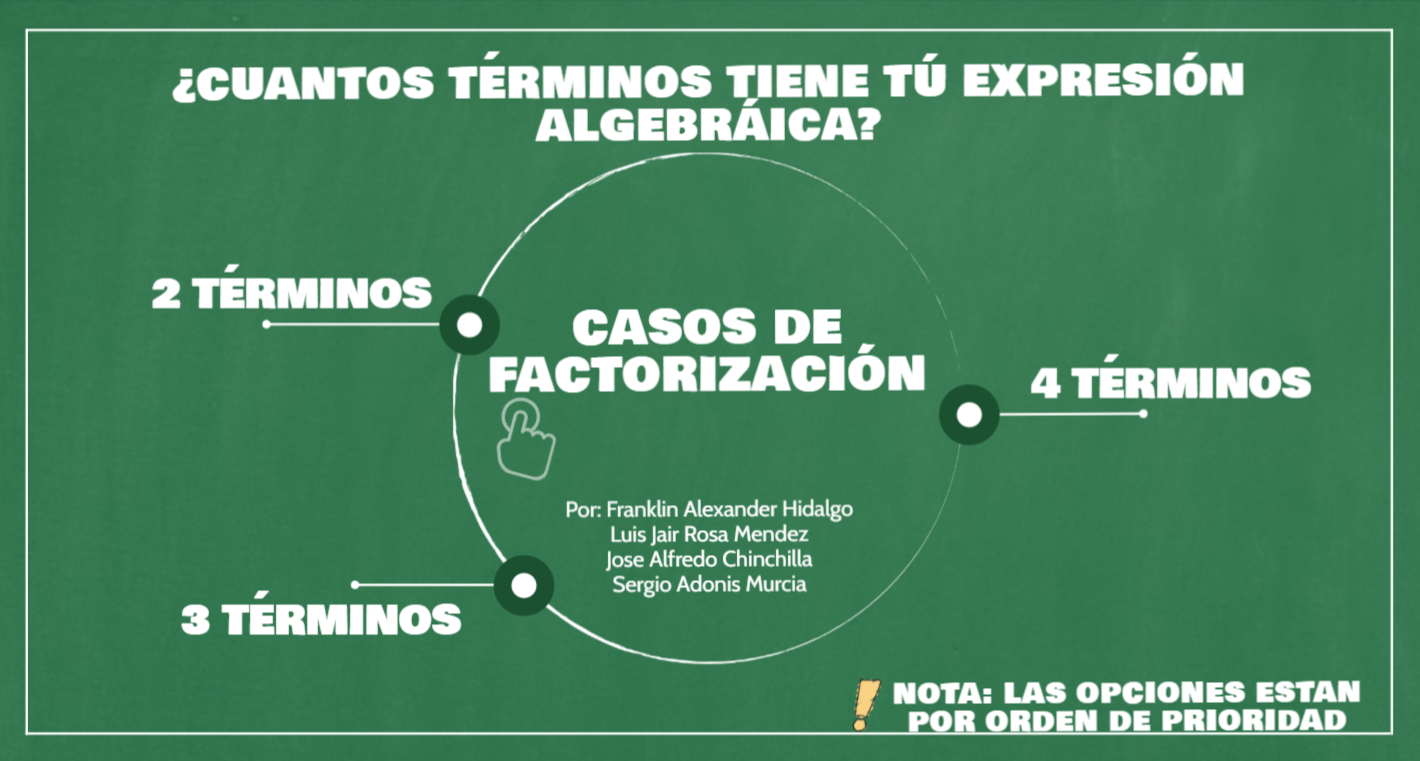 ¿CUANTOS TÉRMINOS TIENE TÚ EXPRESIÓN
ALGEBRÁICA?
2 TÉRMINOS
CASOS DE
FACTORIZACIÓN
4 TÉRMINOS
Por: Franklin Alexander Hidalgo
Luis Jair Rosa Mendez
Jose Alfredo Chinchilla
Sergio Adonis Murcia
3 TÉRMINOS
NOTA: LAS OPCIONES ESTAN
POR ORDEN DE PRIORIDAD